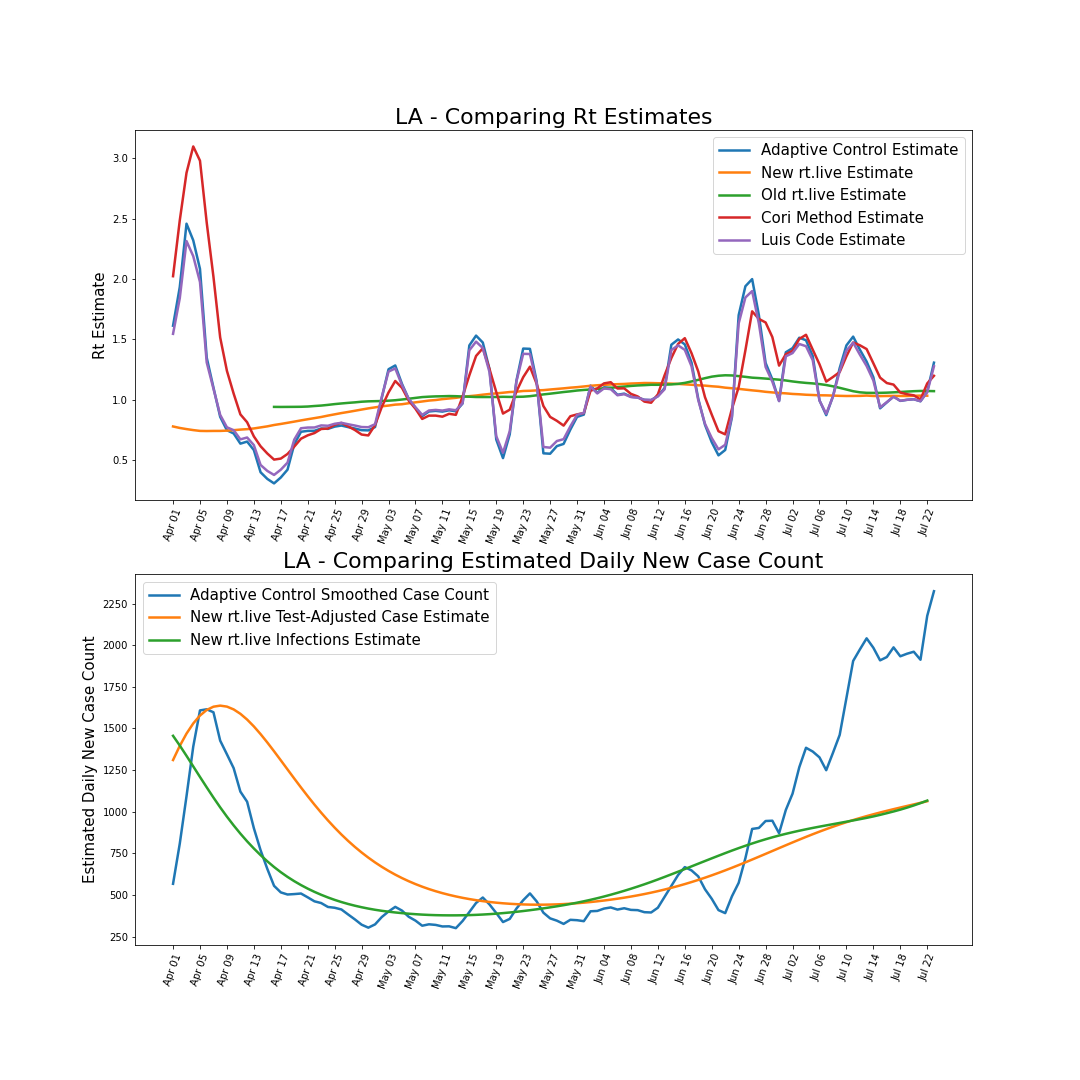 LA - Comparing Rt Estimates
Rt Estimate
3.0
2.5
2.0
1.5
1.0
0.5
Adaptive Control Estimate
New rt.live Estimate
Old rt.live Estimate
Cori Method Estimate
Luis Code Estimate
Apr 01 Apr 05 Apr 09 Apr 13 Apr 17 Apr 21 Apr 25 Apr 29 May 03 May 07 May 11 May 15 May 19 May 23 May 27 May 31 Jun 04 Jun 08 Jun 12 Jun 16 Jun 20 Jun 24 Jun 28 Jul 02 Jul 06 Jul 10 Jul 14 Jul 18 Jul 22
LA - Comparing Estimated Daily New Case Count
Estimated Daily New Case Count
2250
2000
1750
1500
1250
1000
750
500
250
Adaptive Control Smoothed Case Count
New rt.live Test-Adjusted Case Estimate
New rt.live Infections Estimate
Apr 01 Apr 05 Apr 09 Apr 13 Apr 17 Apr 21 Apr 25 Apr 29 May 03 May 07 May 11 May 15 May 19 May 23 May 27 May 31 Jun 04 Jun 08 Jun 12 Jun 16 Jun 20 Jun 24 Jun 28 Jul 02 Jul 06 Jul 10 Jul 14 Jul 18 Jul 22